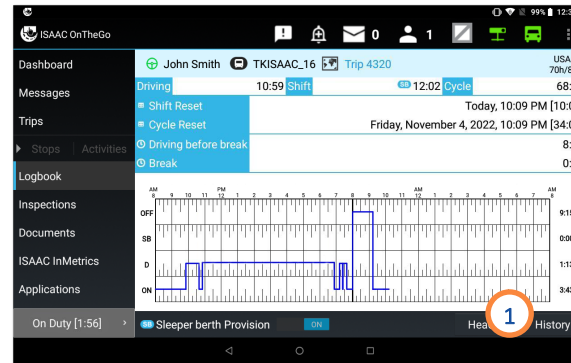 99% 12:3
ISAAC OnTheGo
0 1
Dashboard
Messages
Trips
Stops Activities
Logbook
Inspections
Documents
ISAAC InMetrics
Applications
On Duty [1:56] >
John Smith TKISAAC_16 Trip 4320 USA
70h/8
Driving 10:59 Shift SB 12:02 Cycle 68:
Shift Reset Today, 10:09 PM [10:0
Cycle Reset Friday, November 4, 2022, 10:09 PM [34:0
Driving before break 8:
Break 0:
AM PM AM AM
8 9 10 11 12 1 2 3 4 5 6 7 8 9 10 11 12 1 2 3 4 5 6 7 8
OFF 9:15
SB 0:00
D 1:13
ON 3:43
SB Sleeper berth Provision ON Hea 1 History